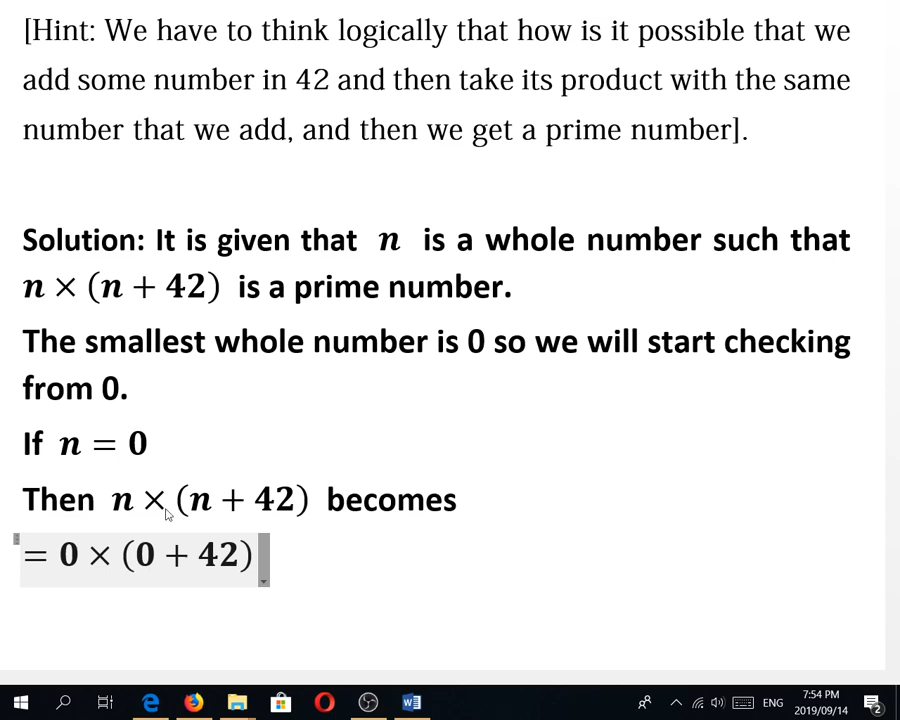 [Hint: We have to think logically that how is it possible that we
add some number in 42 and then take its product with the same
number that we add, and then we get a prime number].
Solution: It is given that n is a whole number such that
n × (n + 42) is a prime number.
The smallest whole number is 0 so we will start checking
from 0.
If n = 0
Then n × (n + 42) becomes
= 0 × (0 + 42)
ENG
7:54 PM
2019/09/14
2